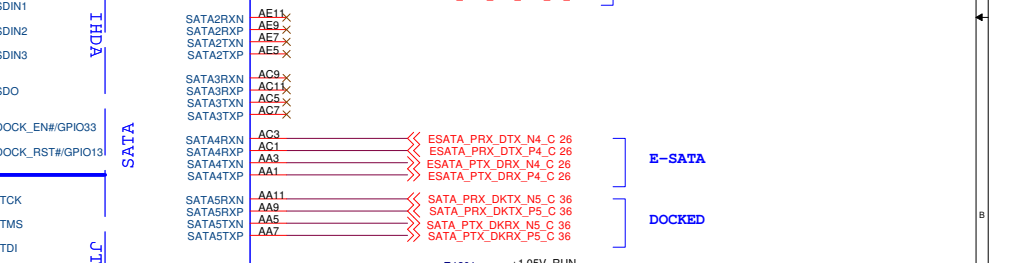 SDIN1
SDIN2
SDIN3
SDO
DOCK_EN#/GPIO33
DOCK_RST#/GPIO13
TCK
TMS
TDI
IHDA
SATA
SATA2RXN AE11
SATA2RXP AE9
SATA2TXN AE7
SATA2TXP AE5
SATA3RXN AC9
SATA3RXP AC11
SATA3TXN AC5
SATA3TXP AC7
SATA4RXN AC3 ESATA_PRX_DTX_N4_C 26
SATA4RXP AC1 ESATA_PRX_DTX_P4_C 26
SATA4TXN AA3 ESATA_PTX_DRX_N4_C 26
SATA4TXP AA1 ESATA_PTX_DRX_P4_C 26
E-SATA
SATA5RXN AA11 SATA_PRX_DKTX_N5_C 36
SATA5RXP AA9 SATA_PRX_DKTX_P5_C 36
SATA5TXN AA5 SATA_PTX_DKRX_N5_C 36
SATA5TXP AA7 SATA_PTX_DKRX_P5_C 36
DOCKED
B
+1.05V_RUN